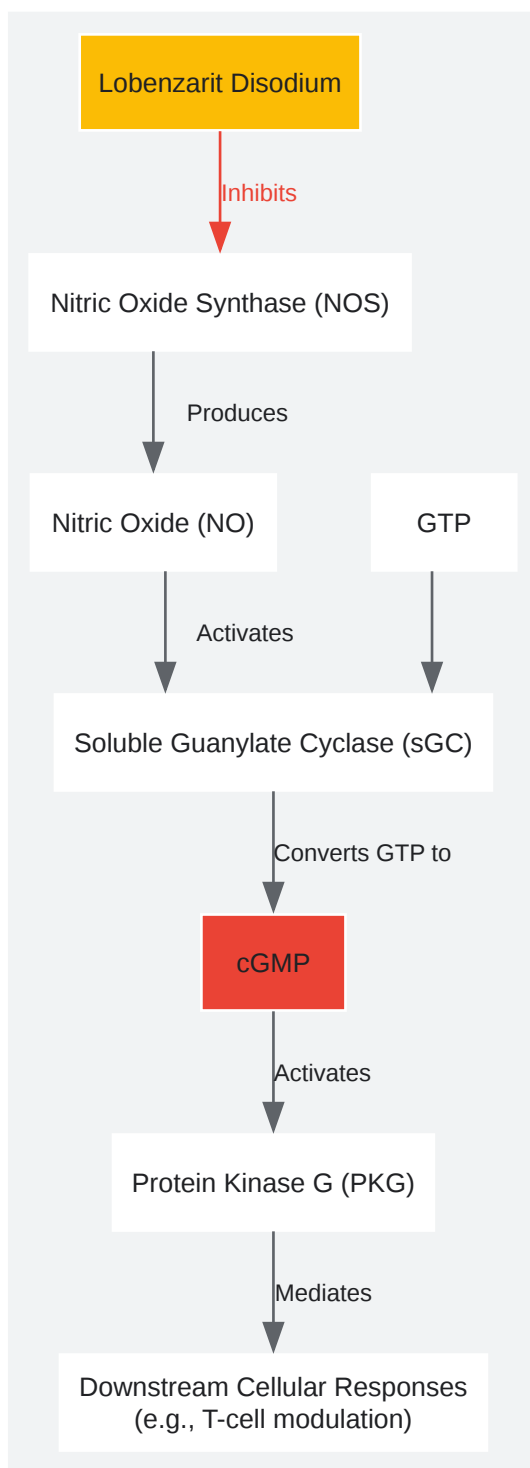 Lobenzarit Disodium
Inhibits
Nitric Oxide Synthase (NOS)
Produces
Nitric Oxide (NO)
GTP
Activates
Soluble Guanylate Cyclase (sGC)
Converts GTP to
cGMP
Activates
Protein Kinase G (PKG)
Mediates
Downstream Cellular Responses
(e.g., T-cell modulation)